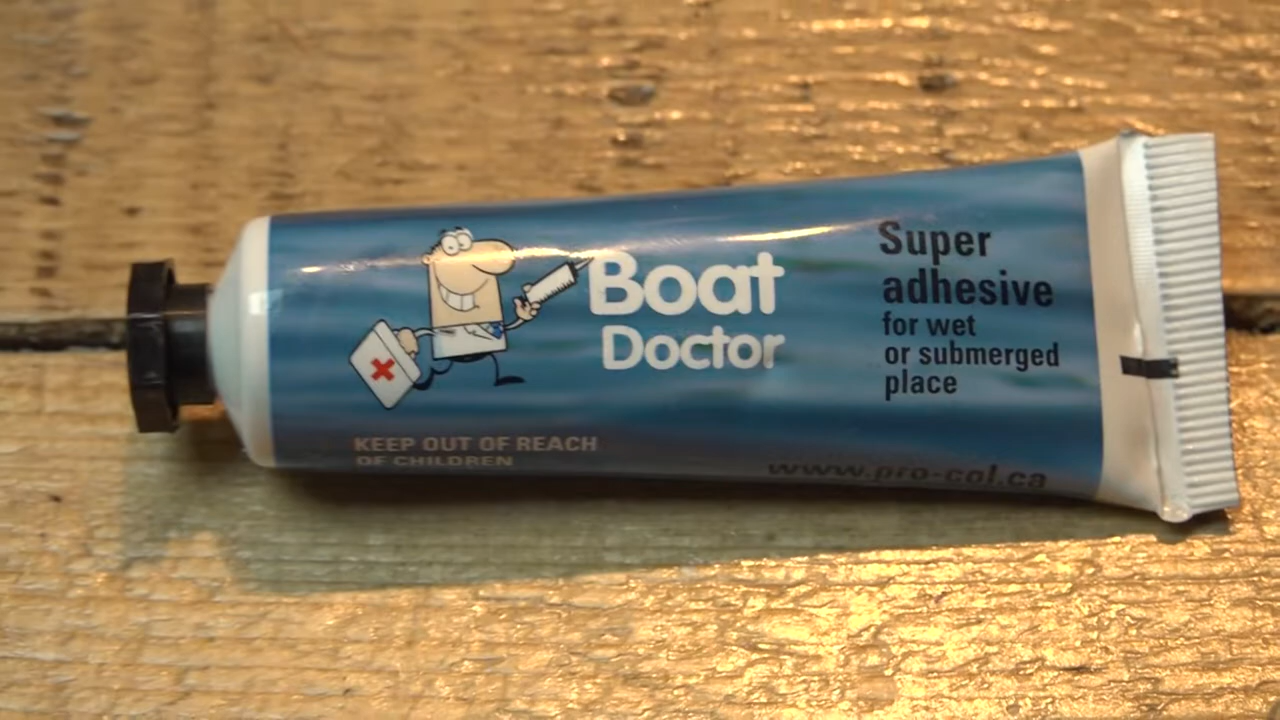 Boat
Doctor
Super
adhesive
for wet
or submerged
place
KEEP OUT OF REACH
OF CHILDREN
www.pro-col.ca